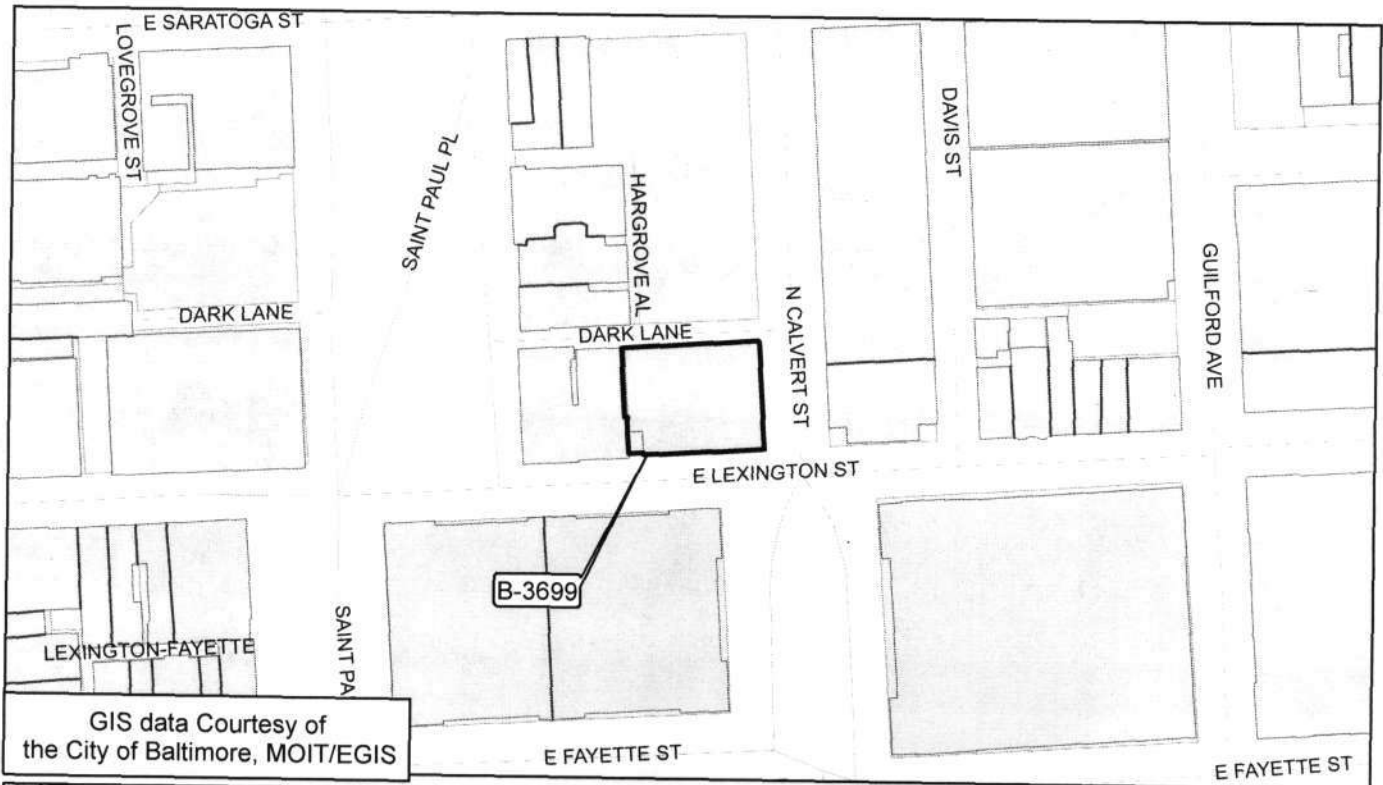 E SARATOGA ST
LOVEGROVE ST
SAINT PAUL PL
HARGROVE AL
DAVIS ST
GUILFORD AVE
N CALVERT ST
DARK LANE
DARK LANE
E LEXINGTON ST
B-3699
SAINT PA
LEXINGTON-FAYETTE
GIS data Courtesy of
the City of Baltimore, MOIT/EGIS
E FAYETTE ST
E FAYETTE ST